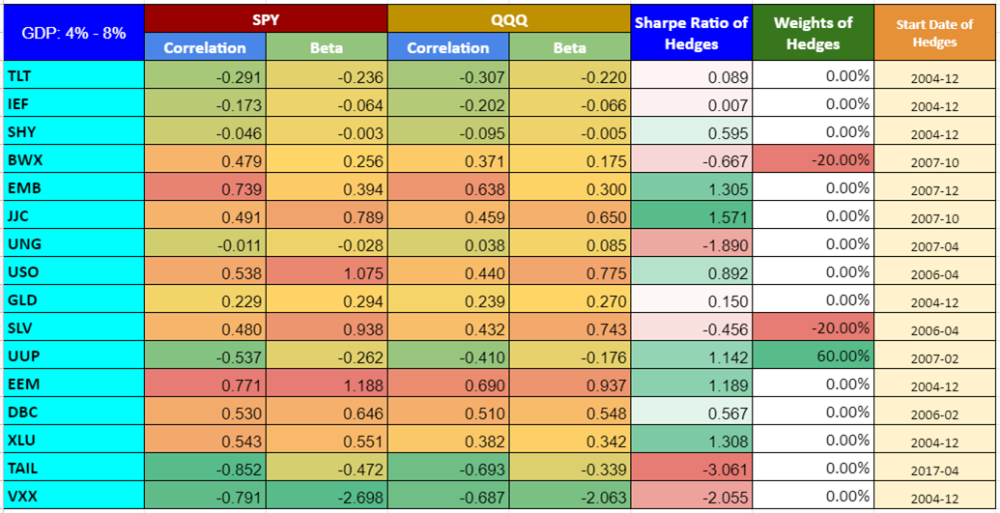 GDP: 4% - 8% SPY QQQ Sharpe Ratio of Hedges Weights of Hedges Start Date of Hedges
Correlation Beta Correlation Beta
TLT -0.291 -0.236 -0.307 -0.220 0.089 0.00% 2004-12
IEF -0.173 -0.064 -0.202 -0.066 0.007 0.00% 2004-12
SHY -0.046 -0.003 -0.095 -0.005 0.595 0.00% 2004-12
BWX 0.479 0.256 0.371 0.175 -0.667 -20.00% 2007-10
EMB 0.739 0.394 0.638 0.300 1.305 0.00% 2007-12
JJC 0.491 0.789 0.459 0.650 1.571 0.00% 2007-10
UNG -0.011 -0.028 0.038 0.085 -1.890 0.00% 2007-04
USO 0.538 1.075 0.440 0.775 0.892 0.00% 2006-04
GLD 0.229 0.294 0.239 0.270 0.150 0.00% 2004-12
SLV 0.480 0.938 0.432 0.743 -0.456 -20.00% 2006-04
UUP -0.537 -0.262 -0.410 -0.176 1.142 60.00% 2007-02
EEM 0.771 1.188 0.690 0.937 1.189 0.00% 2004-12
DBC 0.530 0.646 0.510 0.548 0.567 0.00% 2006-02
XLU 0.543 0.551 0.382 0.342 1.308 0.00% 2004-12
TAIL -0.852 -0.472 -0.693 -0.339 -3.061 0.00% 2017-04
VXX -0.791 -2.698 -0.687 -2.063 -2.055 0.00% 2004-12